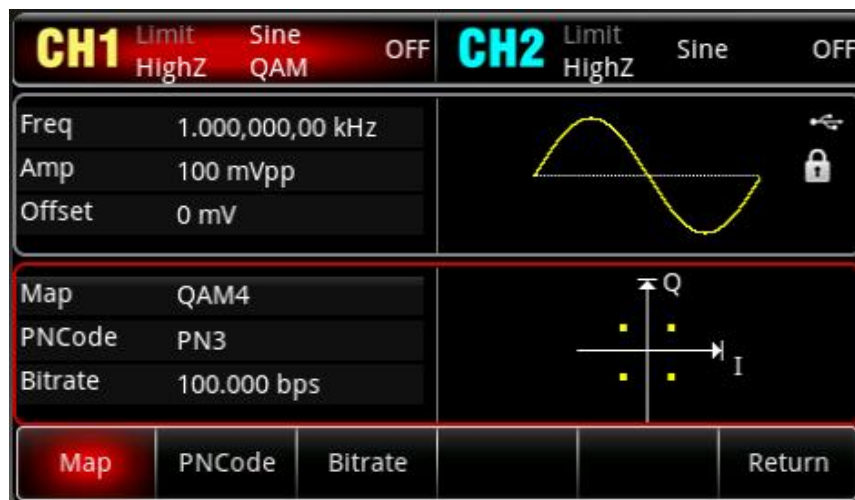 CH1 Limit Sine OFF CH2 Limit Sine OFF
HighZ QAM HighZ
Freq 1.000,000,00 kHz
Amp 100 mVpp
Offset 0 mV
Map QAM4 Q
PNCode PN3
I
Bitrate 100.000 bps
Map PNCode Bitrate Return